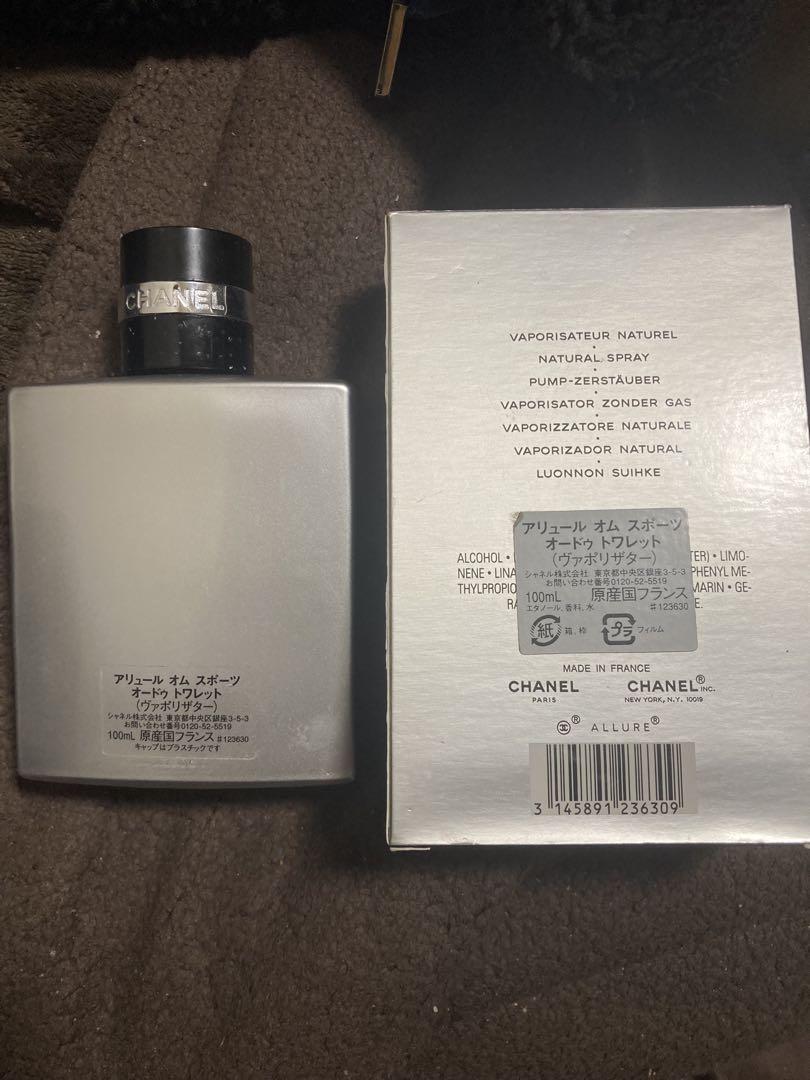 CHANEL
アリュール オム スポーツ
オードゥ トワレット
(ヴァポリザター)
シャネル株式会社 東京都中央区銀座3-5-3
お問い合わせ番号0120-52-5519
100mL 原産国フランス #123630
キャップはプラスチックです
VAPORISATEUR NATUREL
NATURAL SPRAY
PUMP-ZERSTÄUBER
VAPORISATOR ZONDER GAS
VAPORIZZATORE NATURALE
VAPORIZADOR NATURAL
LUONNON SUIHKE
アリュール オム スポーツ
オードゥ トワレット
(ヴァポリザター)
シャネル株式会社 東京都中央区銀座3-5-3
お問い合わせ番号0120-52-5519
100mL 原産国フランス
エタノール、香料、水 #123630
紙 箱、枠 プラ フィルム
ALCOHOL • TER) • LIMO-
NENE • PHENYL ME-
MARIN • GE-
MADE IN FRANCE
CHANEL CHANEL® INC.
PARIS NEW YORK, N.Y. 10019
® ALLURE®
3 145891 236309